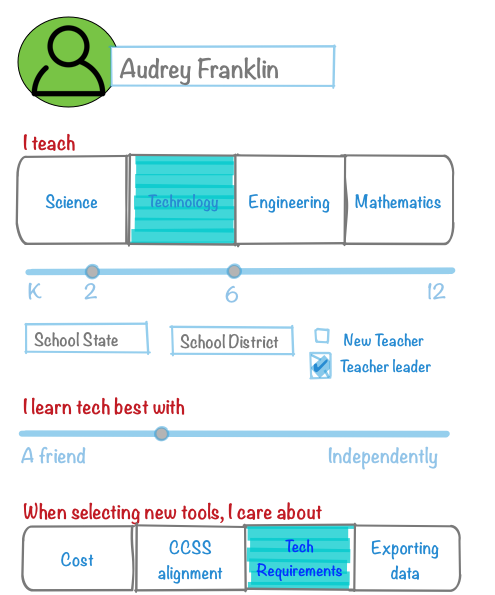 Audrey Franklin
I teach
Science Technology Engineering Mathematics
K 2 6 12
School State School District New Teacher
Teacher leader
I learn tech best with
A friend Independently
When selecting new tools, I care about
Cost CCSS alignment Tech Requirements Exporting data